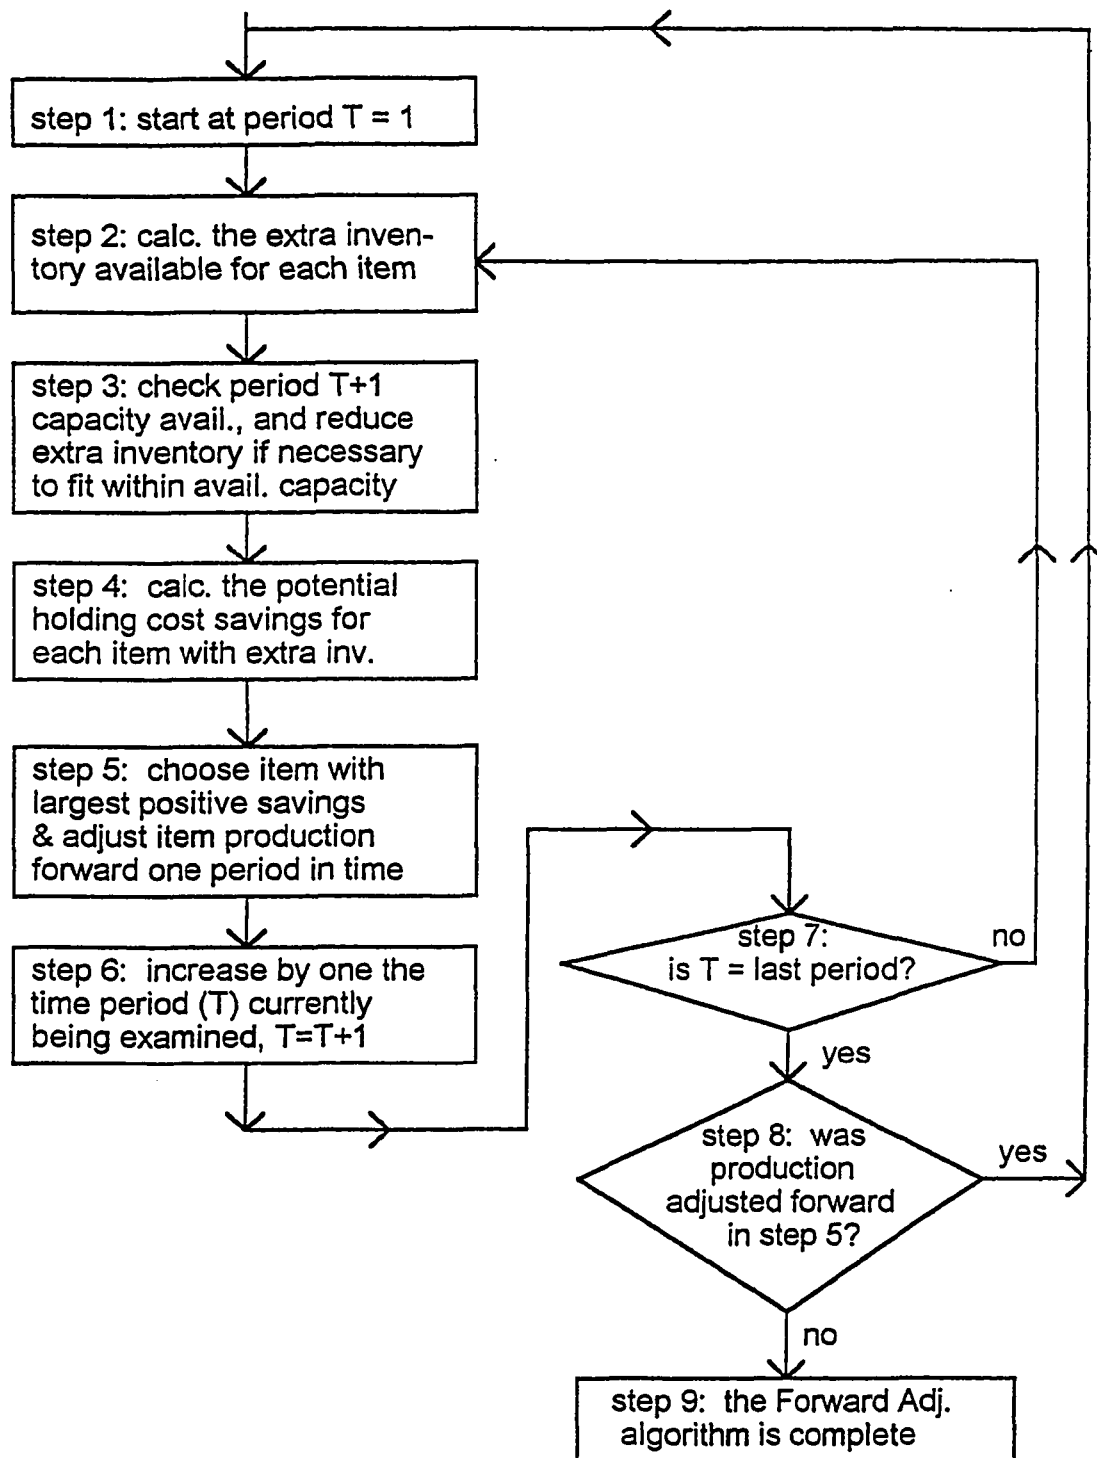 step 1: start at period T = 1
step 2: calc. the extra inven-
tory available for each item
step 3: check period T+1
capacity avail., and reduce
extra inventory if necessary
to fit within avail. capacity
step 4: calc. the potential
holding cost savings for
each item with extra inv.
step 5: choose item with
largest positive savings
& adjust item production
forward one period in time
step 6: increase by one the
time period (T) currently
being examined, T=T+1
step 7:
is T = last period?
no
yes
step 8: was
production
adjusted forward
in step 5?
yes
no
step 9: the Forward Adj.
algorithm is complete